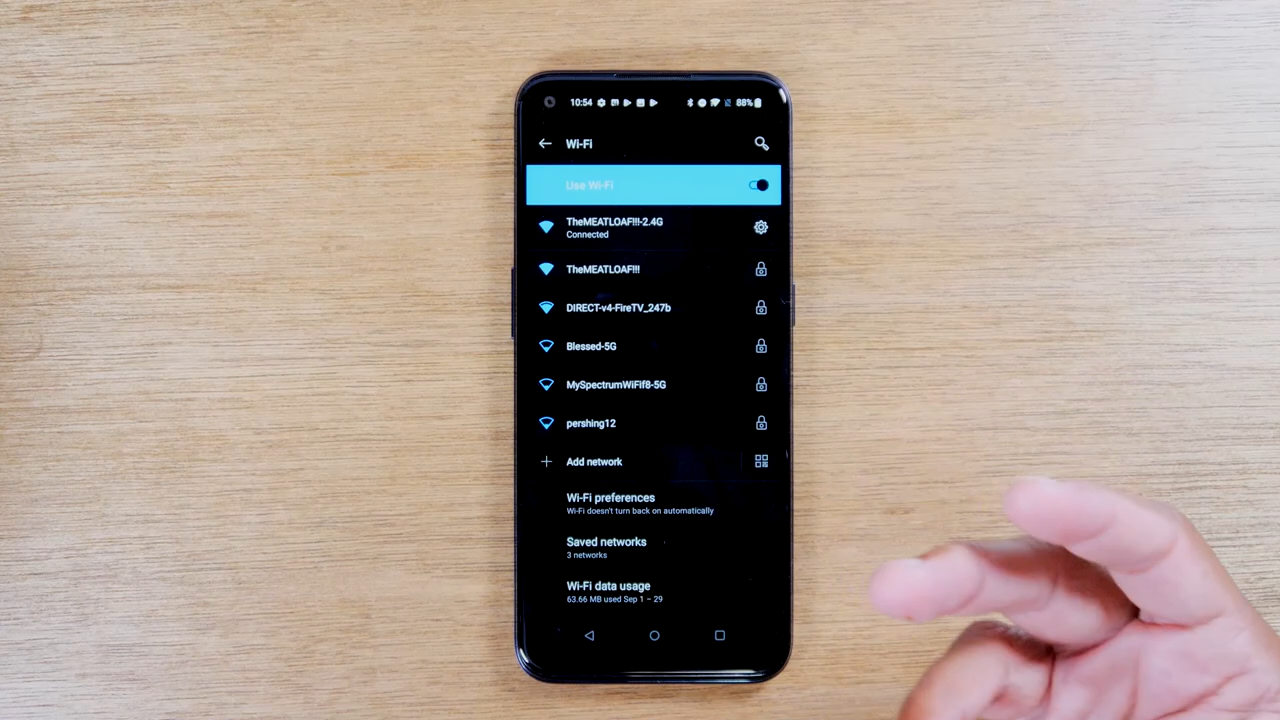 10:54 88%
Wi-Fi
Use Wi-Fi
TheMEATLOAF!!!-2.4G
Connected
TheMEATLOAF!!!
DIRECT-v4-FireTV_247b
Blessed-5G
MySpectrumWiFif8-5G
pershing12
Add network
Wi-Fi preferences
Wi-Fi doesn't turn back on automatically
Saved networks
3 networks
Wi-Fi data usage
63.66 MB used Sep 1 – 29